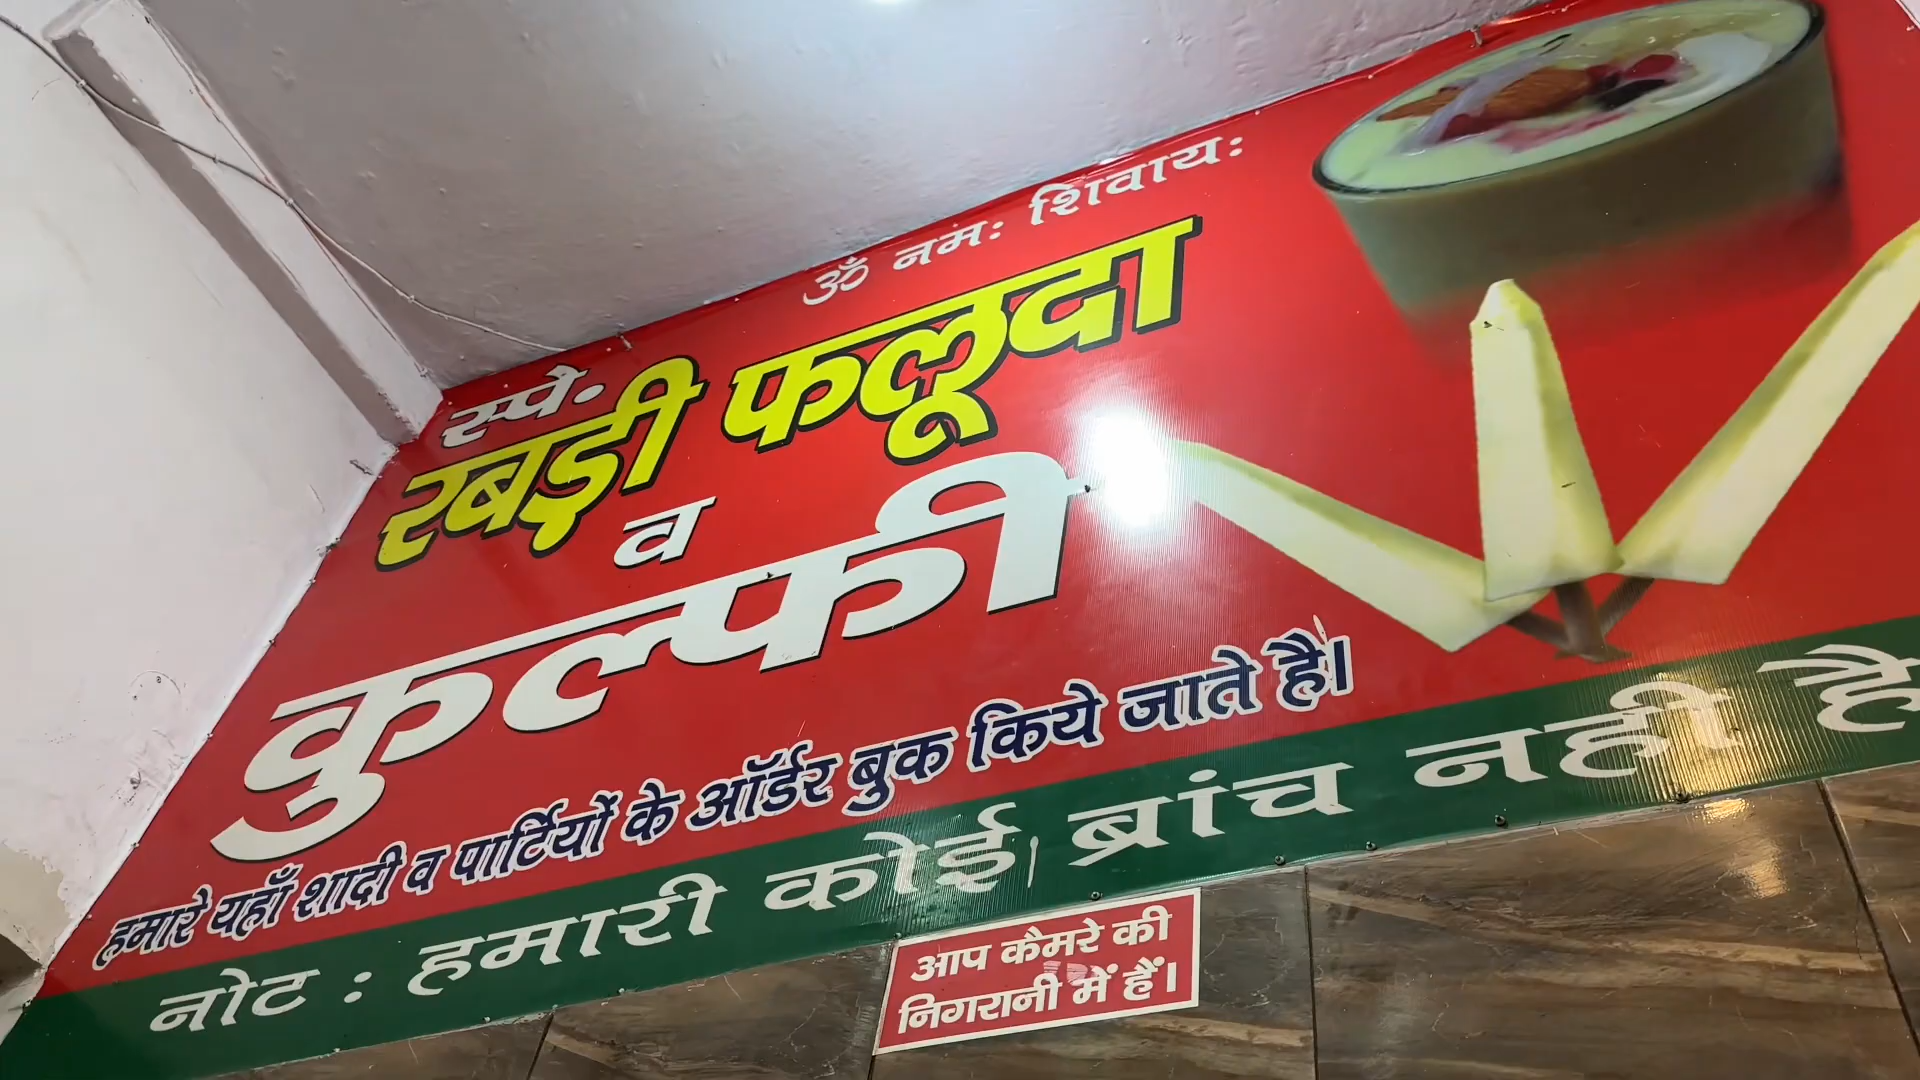 ॐ नमः शिवायः
स्पे.
रबड़ी फलूदा
व
कुल्फी
हमारे यहाँ शादी व पार्टियों के ऑर्डर बुक किये जाते है।
नोट : हमारी कोई ब्रांच नही है
आप कैमरे की
निगरानी में हैं।